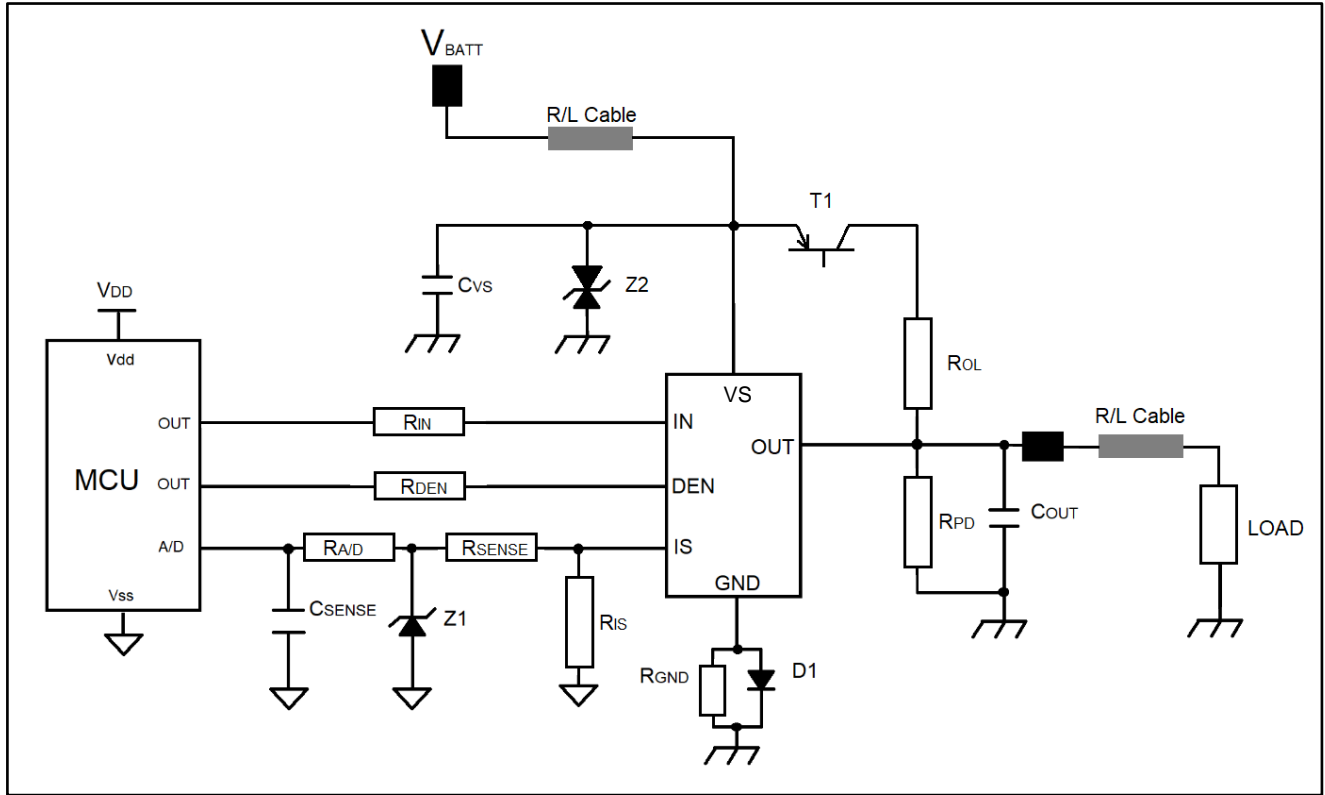 VBATT
R/L Cable
T1
CVS
Z2
VDD
Vdd
ROL
VS
R/L Cable
OUT
RIN
IN
OUT
MCU
OUT
RDEN
DEN
RPD
COUT
LOAD
A/D
RA/D
RSENSE
IS
GND
Vss
CSENSE
Z1
RIS
RGND
D1